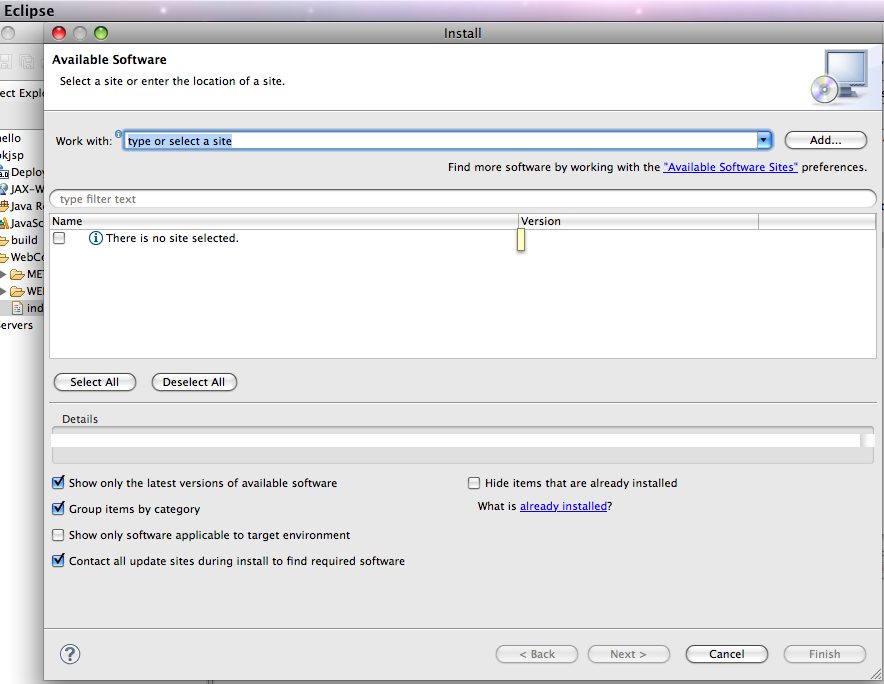 Eclipse
Install
Available Software
Select a site or enter the location of a site.
ect Explo
Work with: type or select a site Add...
Find more software by working with the "Available Software Sites" preferences.
type filter text
Name Version
There is no site selected.
ello
okjsp
Deploy
JAX-W
Java R
JavaSc
build
WebCo
MET
WE
ind
ervers
Select All Deselect All
Details
Show only the latest versions of available software
Hide items that are already installed
Group items by category
What is already installed?
Show only software applicable to target environment
Contact all update sites during install to find required software
?
< Back Next > Cancel Finish